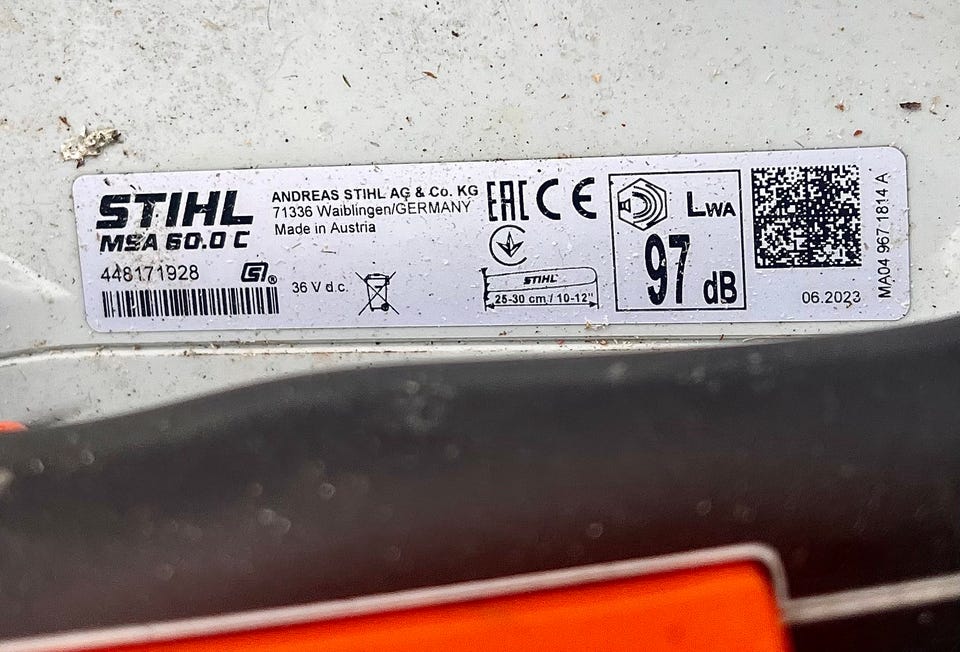 STIHL
MSA 60.0 C
448171928
GI®
ANDREAS STIHL AG & Co. KG
71336 Waiblingen/GERMANY
Made in Austria
36 V d.c.
EAC CE
STIHL
25-30 cm / 10-12"
LWA
97 dB
06.2023
MA04 967 1814 A